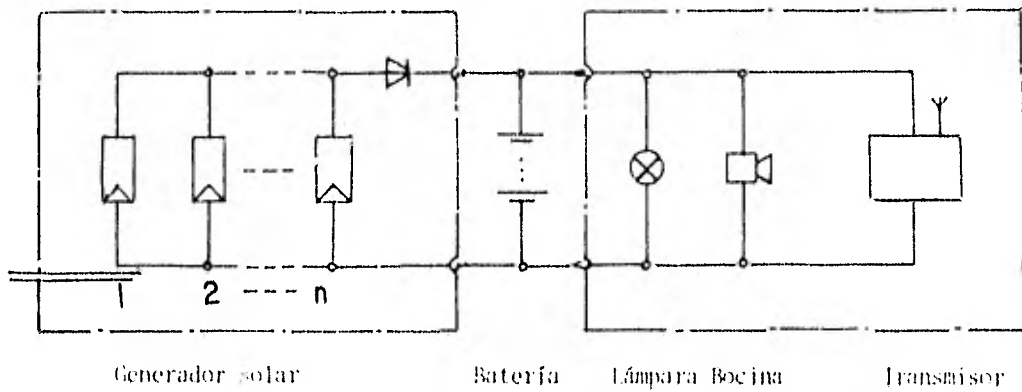 1 2 ---- n
Generador solar Batería Lámpara Bocina Transmisor